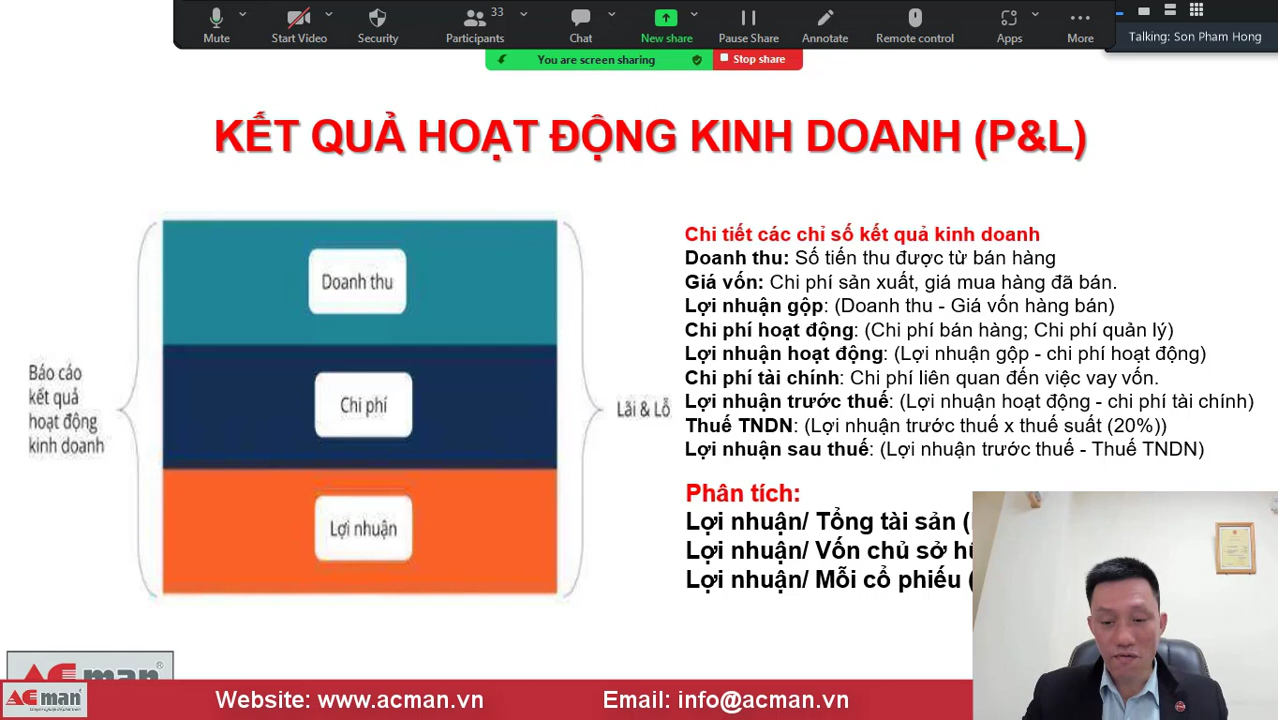 33
Mute
Start Video
Security
Participants
Chat
New share
Pause Share
Annotate
Remote control
Apps
More
Talking: Son Pham Hong
You are screen sharing
Stop share
KẾT QUẢ HOẠT ĐỘNG KINH DOANH (P&L)
Báo cáo
kết quả
hoạt động
kinh doanh
Doanh thu
Chi phí
Lợi nhuận
Lãi & Lỗ
Chi tiết các chỉ số kết quả kinh doanh
Doanh thu: Số tiền thu được từ bán hàng
Giá vốn: Chi phí sản xuất, giá mua hàng đã bán.
Lợi nhuận gộp: (Doanh thu - Giá vốn hàng bán)
Chi phí hoạt động: (Chi phí bán hàng; Chi phí quản lý)
Lợi nhuận hoạt động: (Lợi nhuận gộp - chi phí hoạt động)
Chi phí tài chính: Chi phí liên quan đến việc vay vốn.
Lợi nhuận trước thuế: (Lợi nhuận hoạt động - chi phí tài chính)
Thuế TNDN: (Lợi nhuận trước thuế x thuế suất (20%))
Lợi nhuận sau thuế: (Lợi nhuận trước thuế - Thuế TNDN)
Phân tích:
Lợi nhuận/ Tổng tài sản (
Lợi nhuận/ Vốn chủ sở
Lợi nhuận/ Mỗi cổ phiếu (
ACman
ACman
Website: www.acman.vn
Email: info@acman.vn